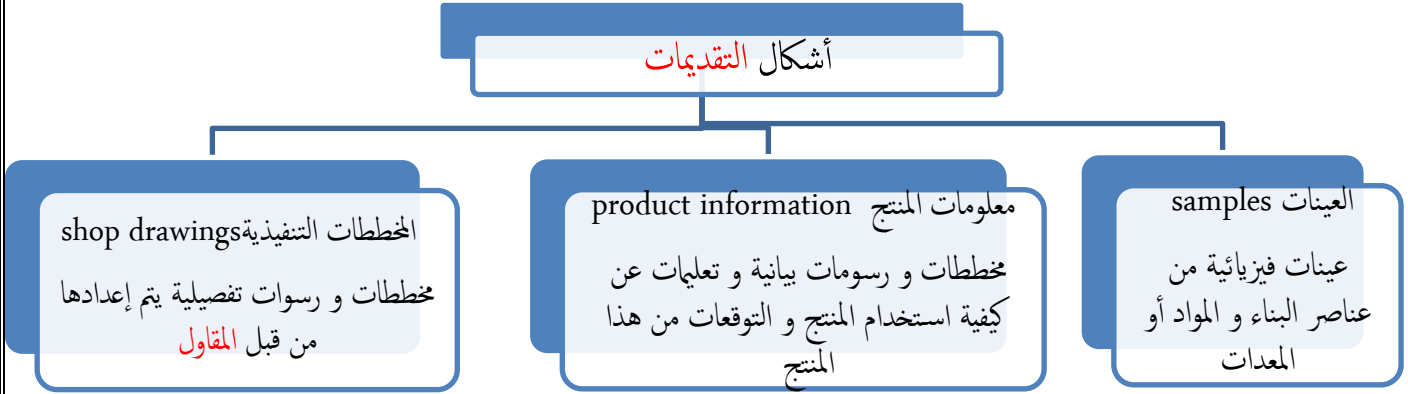 أشكال التقديمات
العينات samples
عينات فيزيائية من
عناصر البناء و المواد أو
المعدات
معلومات المنتج product information
مخططات و رسومات بيانية و تعليمات عن
كيفية استخدام المنتج و التوقعات من هذا
المنتج
المخططات التنفيذيةshop drawings
مخططات و رسوات تفصيلية يتم إعدادها
من قبل المقاول